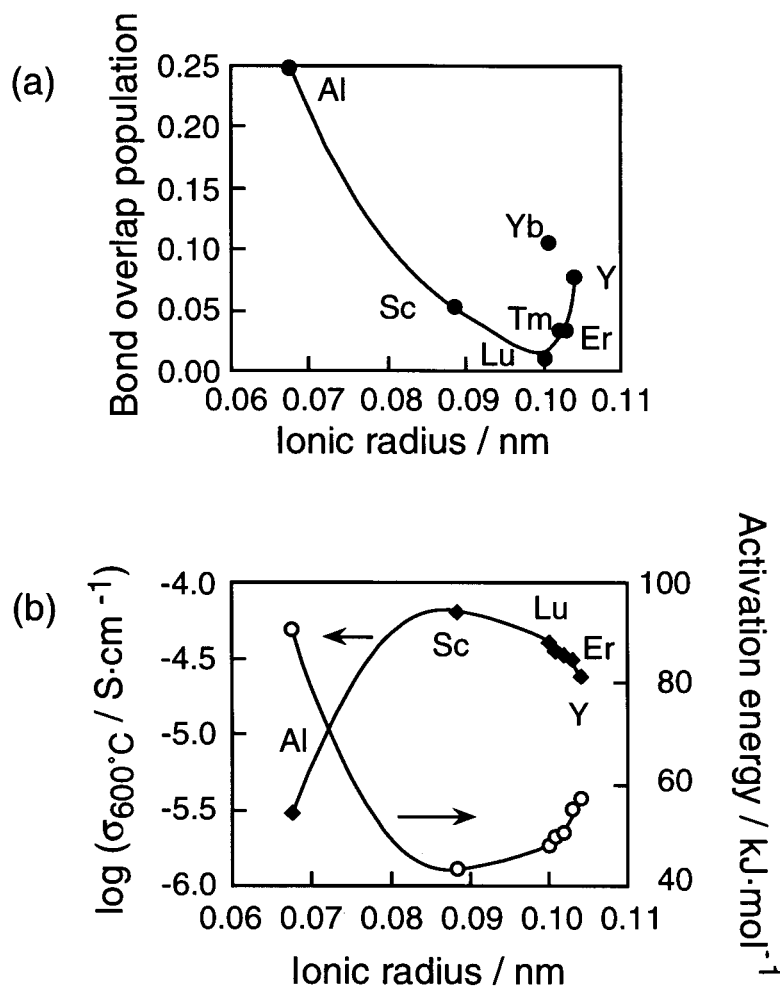 (a)
Bond overlap population
0.25
0.20
0.15
0.10
0.05
0.00
Al
Yb
Y
Sc
Tm
Er
Lu
0.06 0.07 0.08 0.09 0.10 0.11
Ionic radius / nm
(b)
log (σ600°C / S·cm-1)
-4.0
-4.5
-5.0
-5.5
-6.0
Lu
Sc
Er
Al
Y
100
80
60
40
Activation energy / kJ·mol-1
0.06 0.07 0.08 0.09 0.10 0.11
Ionic radius / nm